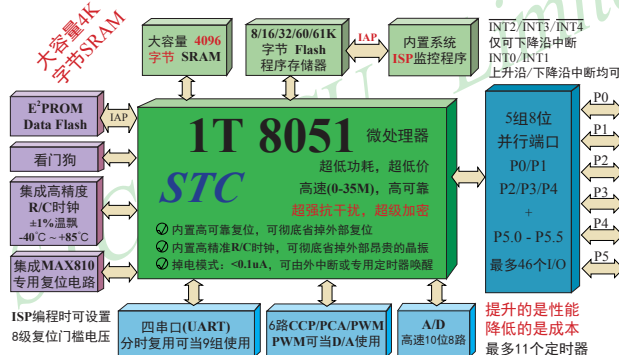 大容量4K
字节SRAM
大容量 4096
字节 SRAM
8/16/32/60/61K
字节 Flash
程序存储器
IAP
内置系统
ISP监控程序
INT2/INT3/INT4
仅可下降沿中断
INT0/INT1
上升沿/下降沿中断均可
E²PROM
Data Flash
IAP
看门狗
集成高精度
R/C时钟
±1%温飘
-40℃~+85℃
集成MAX810
专用复位电路
ISP编程时可设置
8级复位门槛电压
1T 8051 微处理器
STC
超低功耗，超低价
高速(0-35M)，高可靠
超强抗干扰，超级加密
内置高可靠复位，可彻底省掉外部复位
内置高精准R/C时钟，可彻底省掉外部昂贵的晶振
掉电模式：<0.1uA，可由外中断或专用定时器唤醒
5组8位
并行端口
P0/P1
P2/P3/P4
+
P5.0 - P5.5
最多46个I/O
P0
P1
P2
P3
P4
P5
四串口(UART)
分时复用可当9组使用
6路CCP/PCA/PWM
PWM可当D/A使用
A/D
高速10位8路
提升的是性能
降低的是成本
最多11个定时器